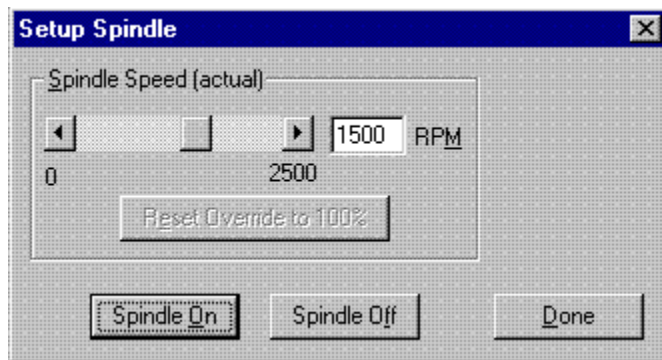 Setup Spindle
Spindle Speed (actual)
1500 RPM
0 2500
Reset Override to 100%
Spindle On Spindle Off Done